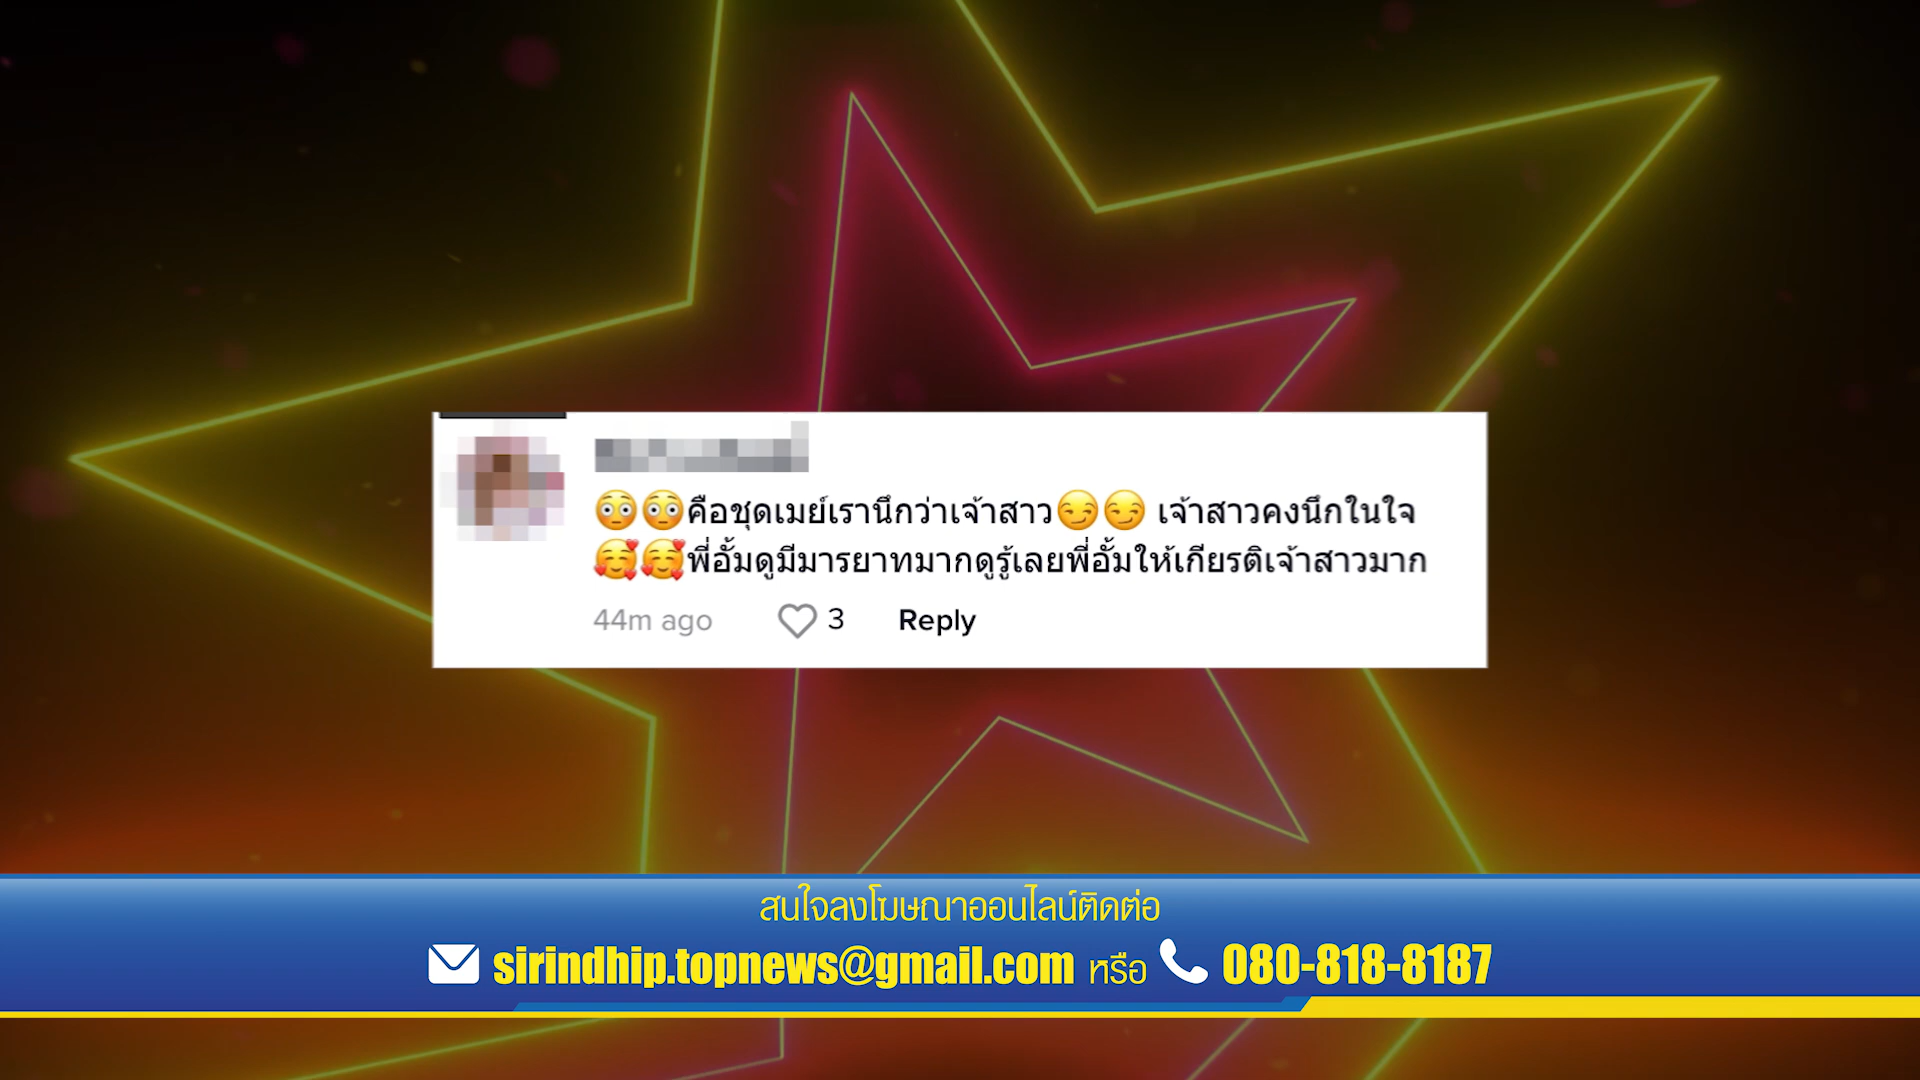 😳😳คือชุดเมย์เรานึกว่าเจ้าสาว😏😏 เจ้าสาวคงนึกในใจ
🥰🥰พี่อั้มดูมีมารยาทมากดูรู้เลยพี่อั้มให้เกียรติเจ้าสาวมาก
44m ago 3 Reply
สนใจลงโฆษณาออนไลน์ติดต่อ
sirindhip.topnews@gmail.com หรือ 080-818-8187